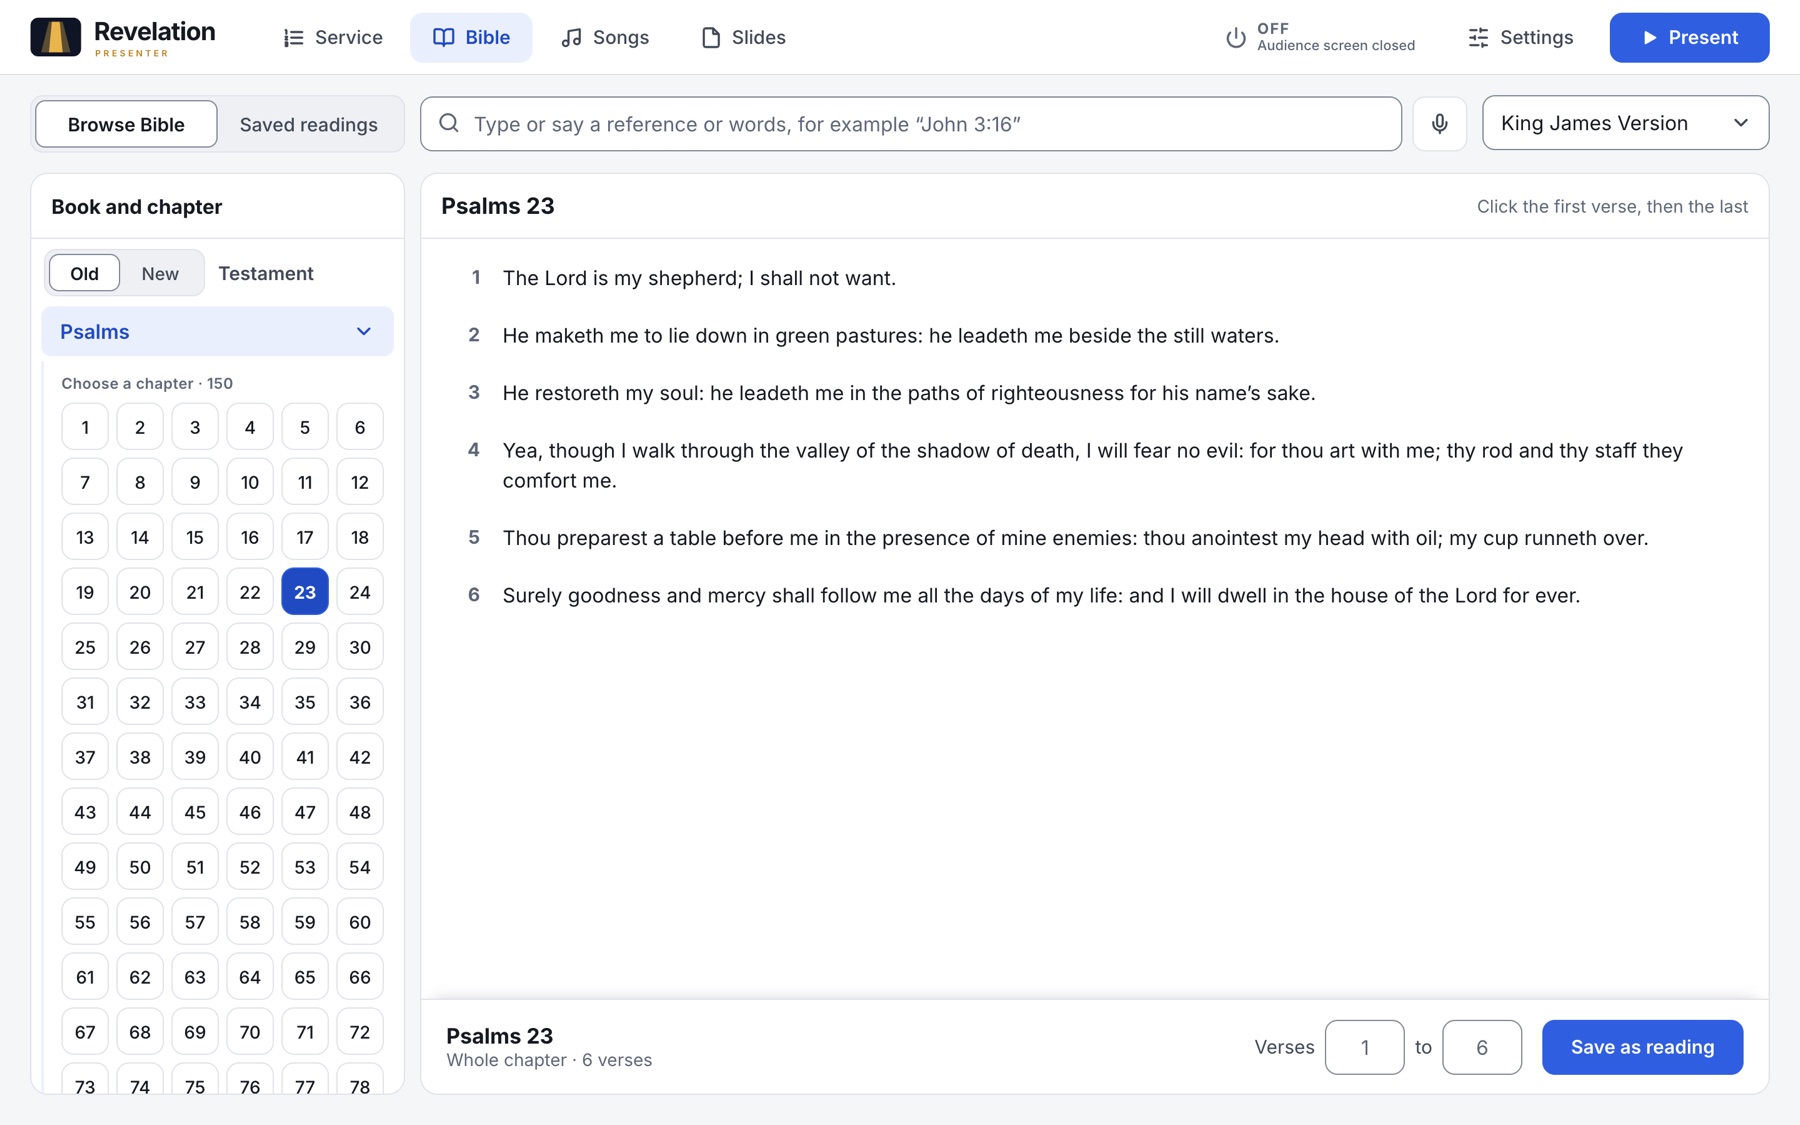 Revelation
PRESENTER
Service
Bible
Songs
Slides
OFF
Audience screen closed
Settings
Present
Browse Bible
Saved readings
Type or say a reference or words, for example “John 3:16”
King James Version
Book and chapter
Old
New
Testament
Psalms
Choose a chapter · 150
1 2 3 4 5 6
7 8 9 10 11 12
13 14 15 16 17 18
19 20 21 22 23 24
25 26 27 28 29 30
31 32 33 34 35 36
37 38 39 40 41 42
43 44 45 46 47 48
49 50 51 52 53 54
55 56 57 58 59 60
61 62 63 64 65 66
67 68 69 70 71 72
73 74 75 76 77 78
Psalms 23
Click the first verse, then the last
1 The Lord is my shepherd; I shall not want.
2 He maketh me to lie down in green pastures: he leadeth me beside the still waters.
3 He restoreth my soul: he leadeth me in the paths of righteousness for his name’s sake.
4 Yea, though I walk through the valley of the shadow of death, I will fear no evil: for thou art with me; thy rod and thy staff they
comfort me.
5 Thou preparest a table before me in the presence of mine enemies: thou anointest my head with oil; my cup runneth over.
6 Surely goodness and mercy shall follow me all the days of my life: and I will dwell in the house of the Lord for ever.
Psalms 23
Whole chapter · 6 verses
Verses 1 to 6
Save as reading